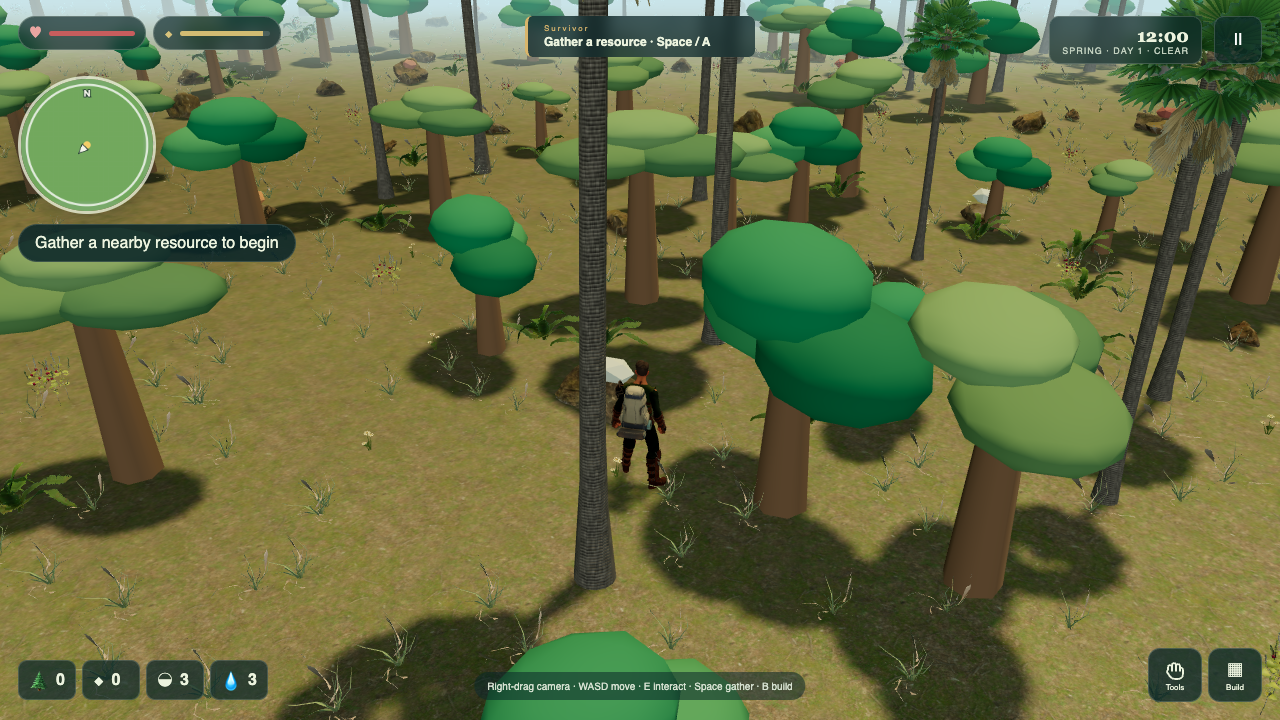 Survivor
Gather a resource · Space / A
12:00
SPRING · DAY 1 · CLEAR
N
Gather a nearby resource to begin
0
0
3
3
Right-drag camera · WASD move · E interact · Space gather · B build
Tools
Build